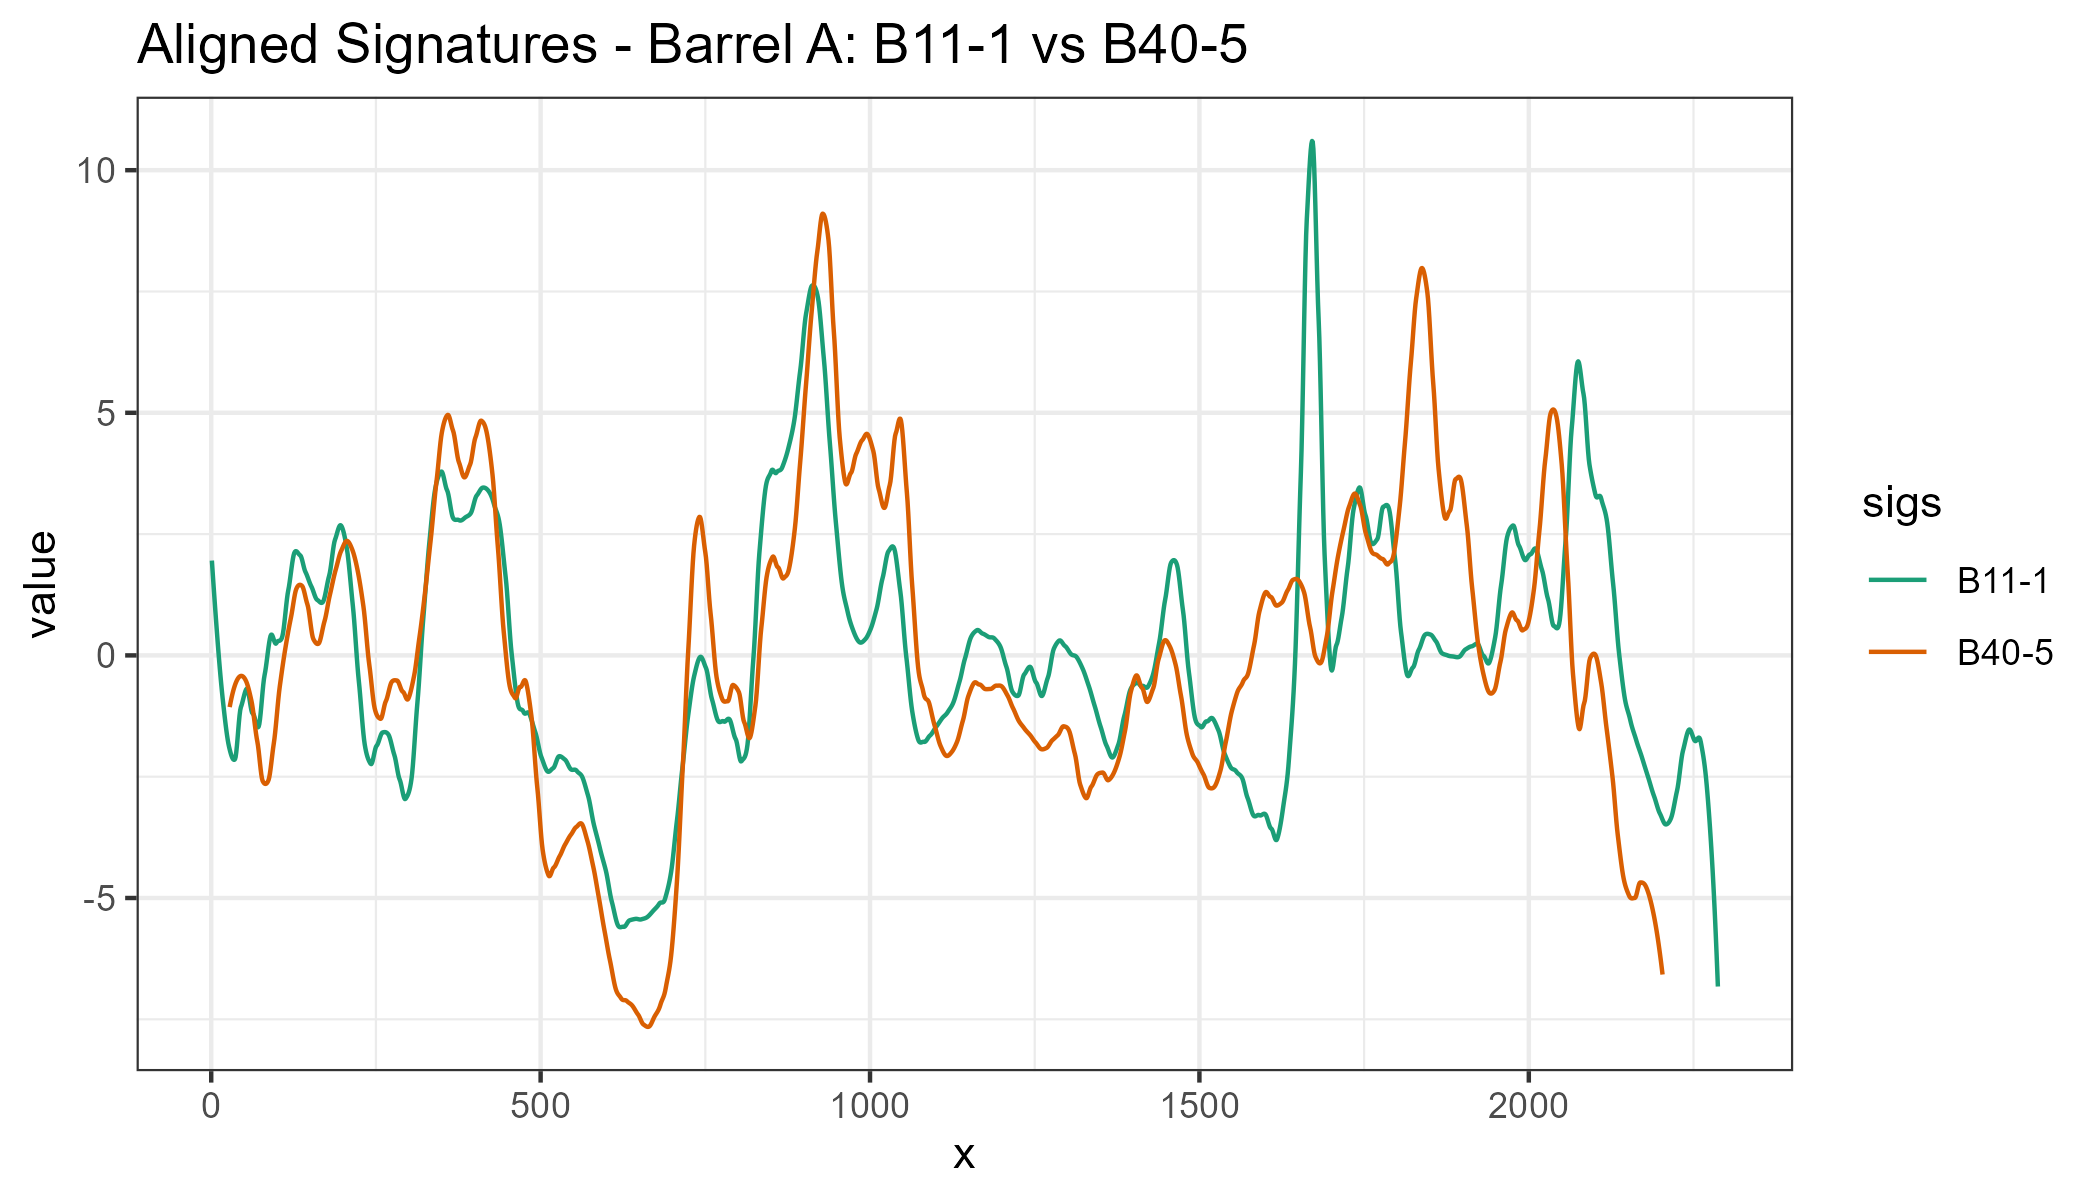 Aligned Signatures - Barrel A: B11-1 vs B40-5
10
5
0
-5
value
0 500 1000 1500 2000
x
sigs
B11-1
B40-5